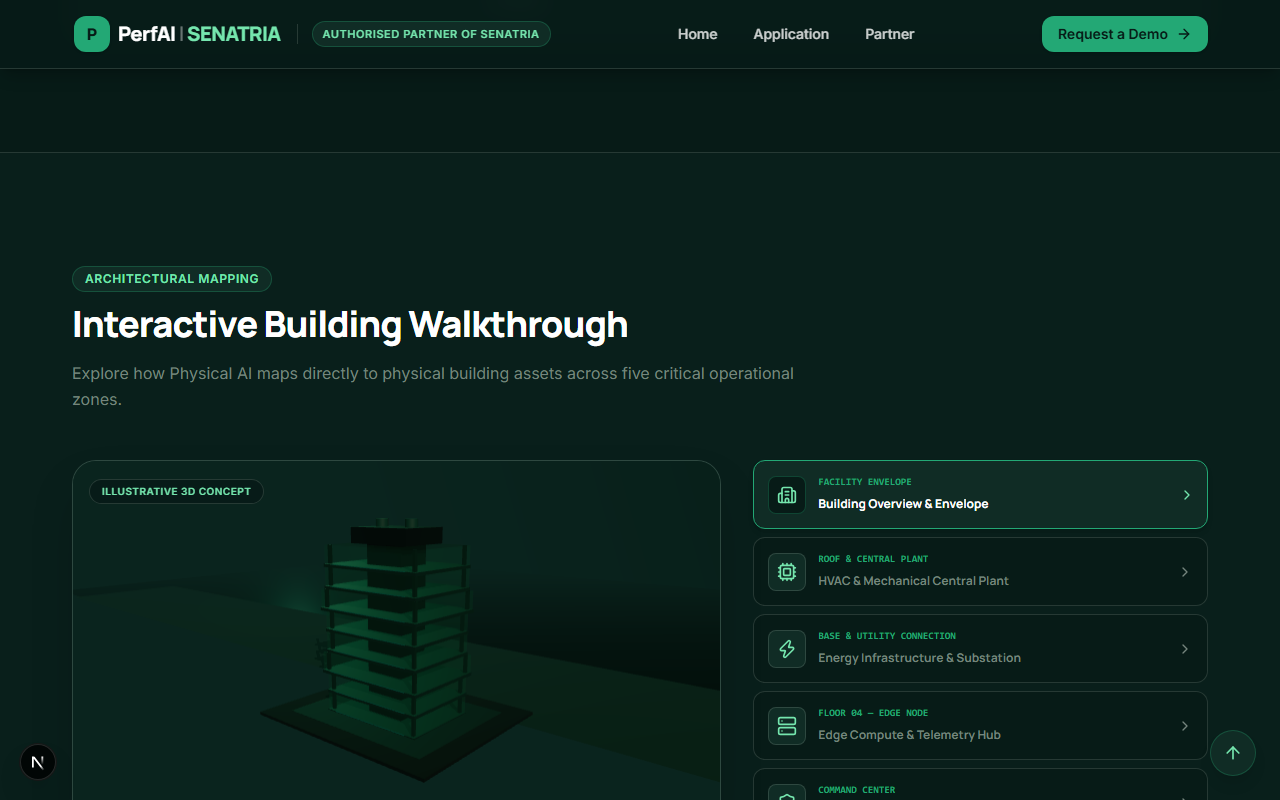 P PerfAI | SENATRIA
AUTHORISED PARTNER OF SENATRIA
Home
Application
Partner
Request a Demo
ARCHITECTURAL MAPPING
Interactive Building Walkthrough
Explore how Physical AI maps directly to physical building assets across five critical operational
zones.
ILLUSTRATIVE 3D CONCEPT
FACILITY ENVELOPE
Building Overview & Envelope
ROOF & CENTRAL PLANT
HVAC & Mechanical Central Plant
BASE & UTILITY CONNECTION
Energy Infrastructure & Substation
FLOOR 04 — EDGE NODE
Edge Compute & Telemetry Hub
COMMAND CENTER
N